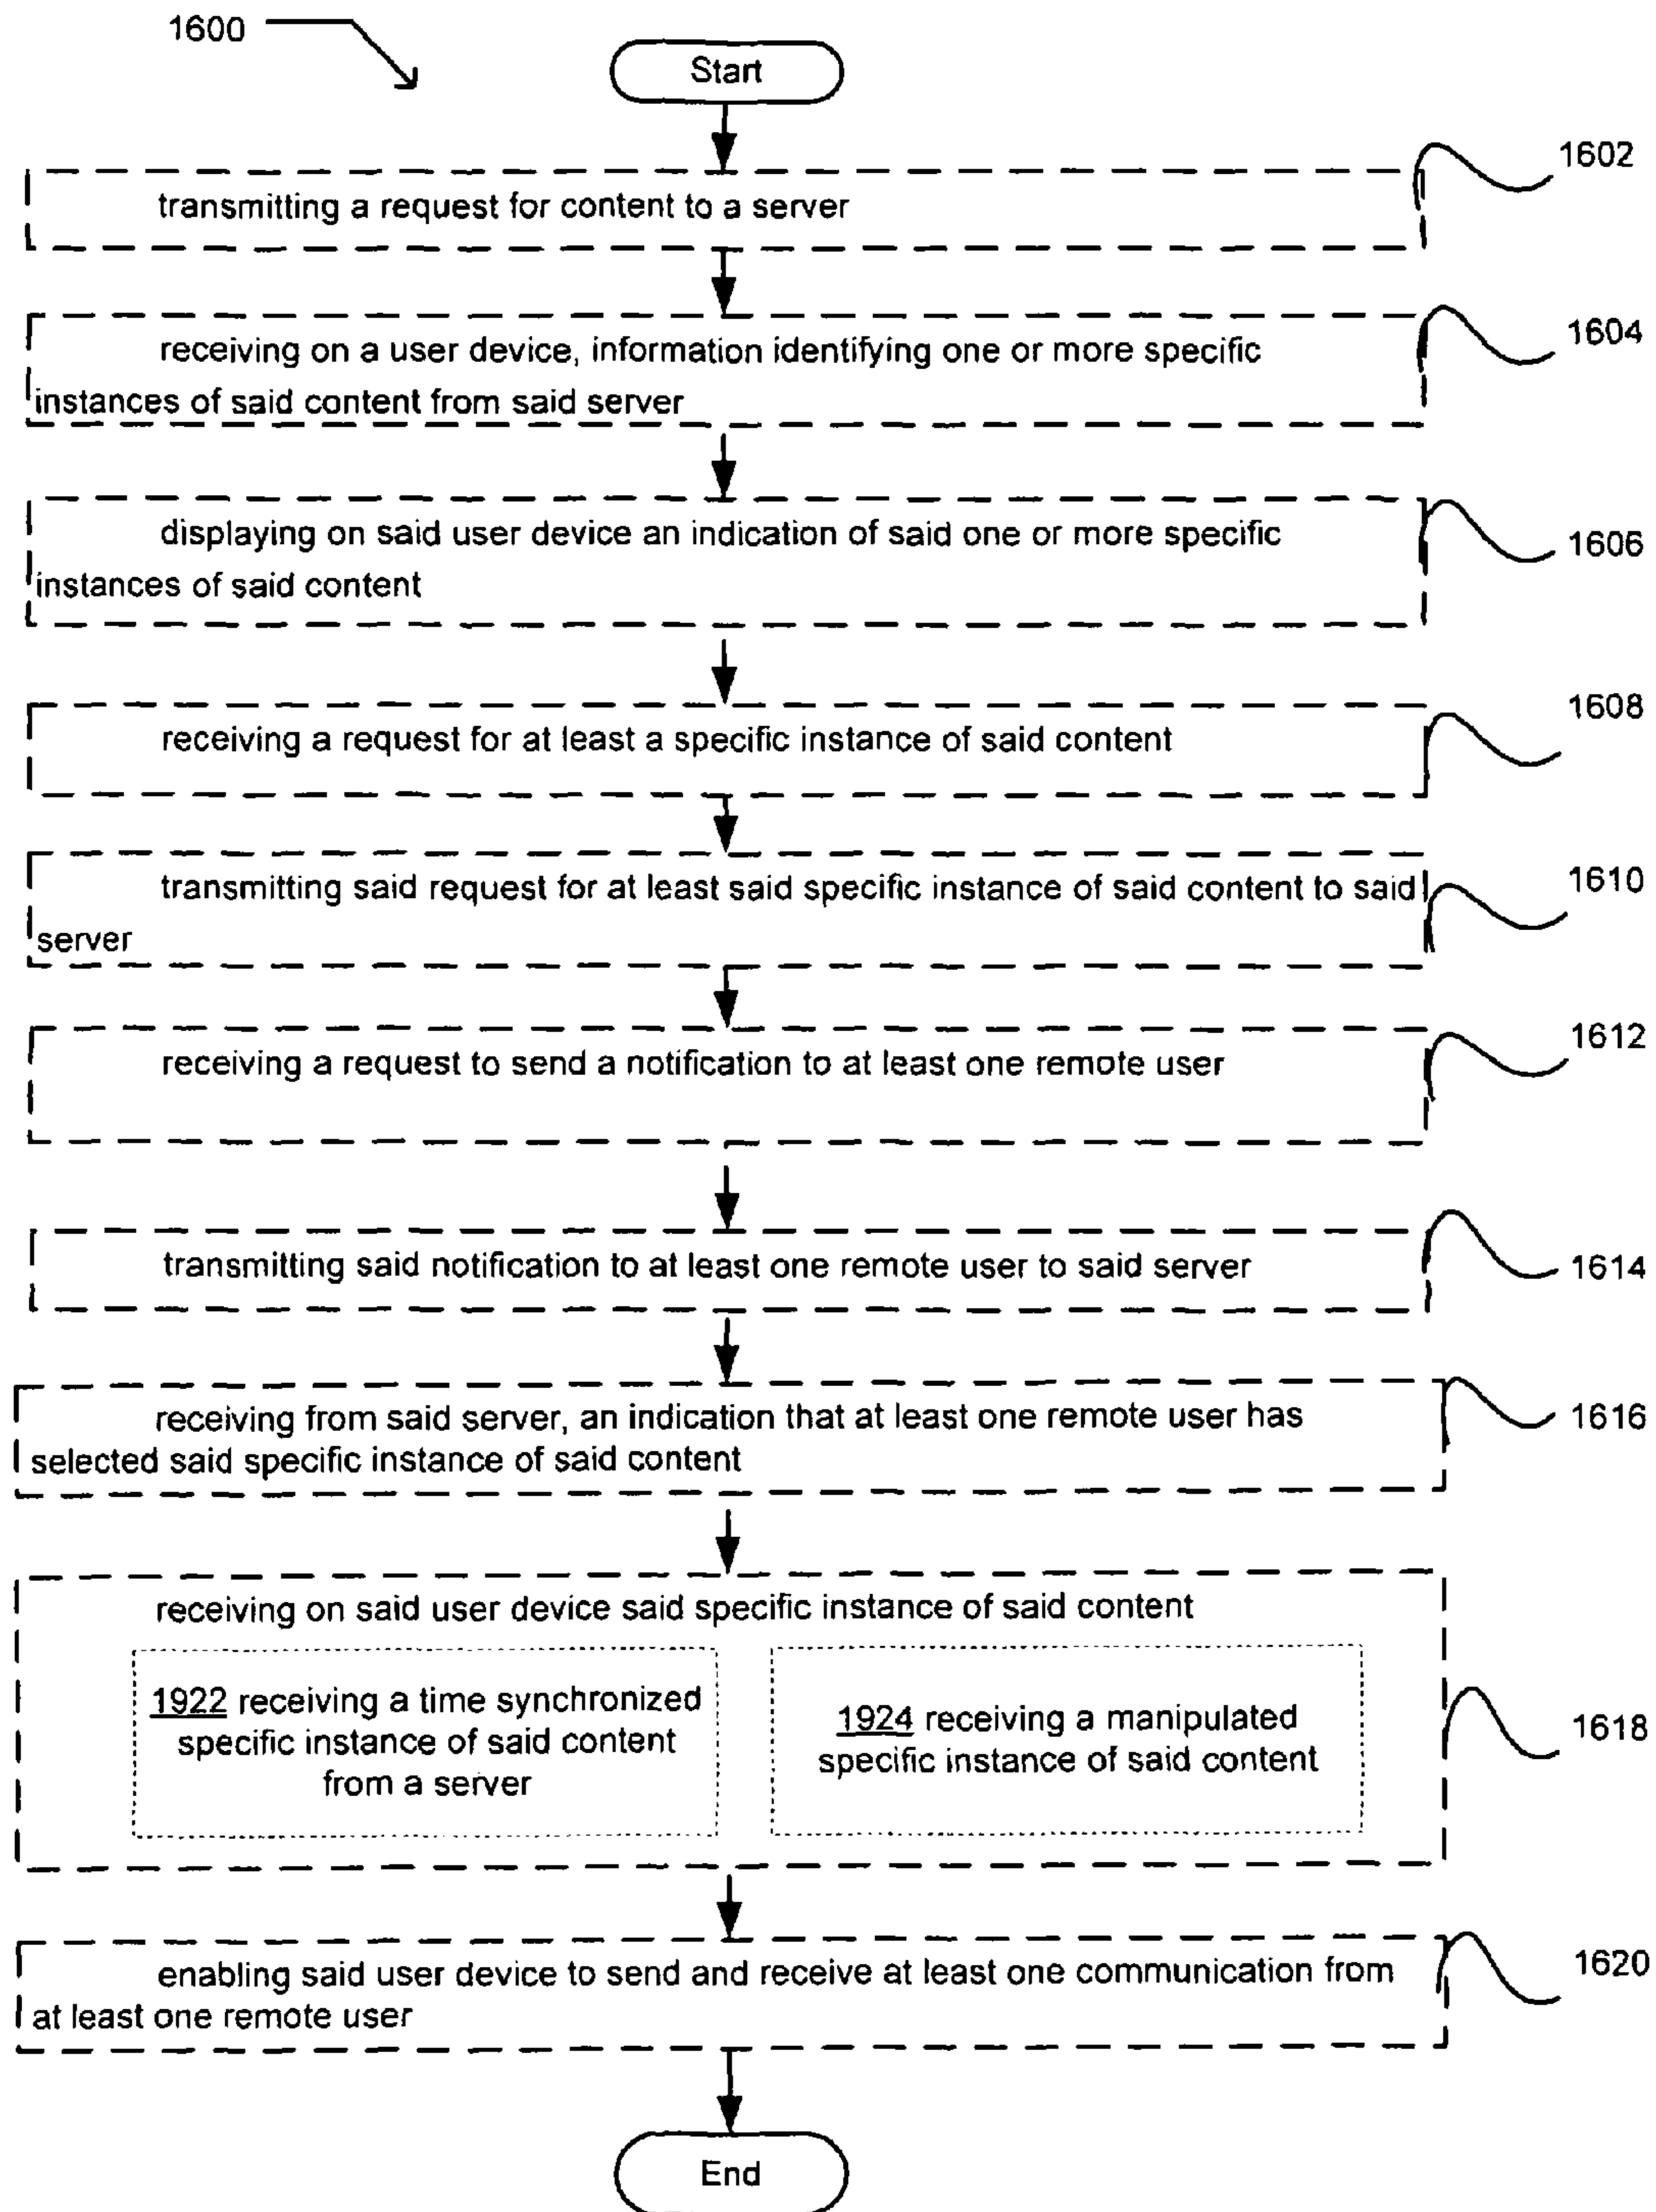 1600
Start
1602
transmitting a request for content to a server
1604
receiving on a user device, information identifying one or more specific
instances of said content from said server
1606
displaying on said user device an indication of said one or more specific
instances of said content
1608
receiving a request for at least a specific instance of said content
1610
transmitting said request for at least said specific instance of said content to said
server
1612
receiving a request to send a notification to at least one remote user
1614
transmitting said notification to at least one remote user to said server
1616
receiving from said server, an indication that at least one remote user has
selected said specific instance of said content
1618
receiving on said user device said specific instance of said content
1922 receiving a time synchronized
specific instance of said content
from a server
1924 receiving a manipulated
specific instance of said content
1620
enabling said user device to send and receive at least one communication from
at least one remote user
End